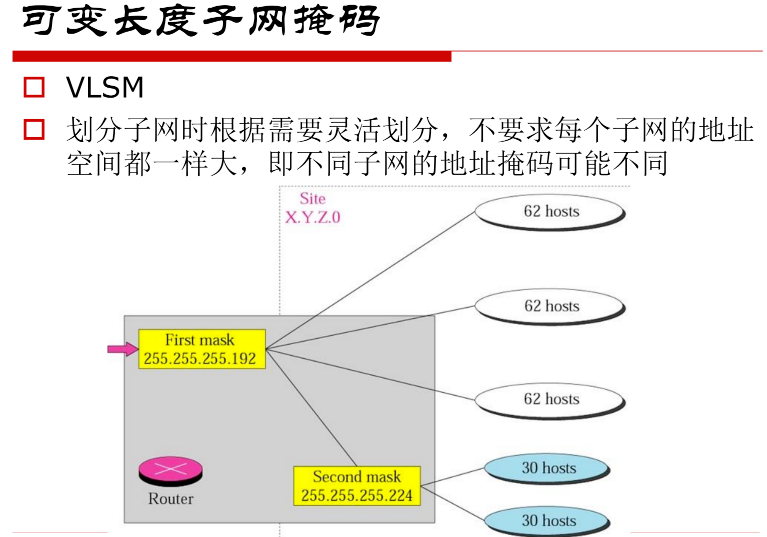 可变长度子网掩码
VLSM
划分子网时根据需要灵活划分，不要求每个子网的地址
空间都一样大，即不同子网的地址掩码可能不同
Site
X.Y.Z.0
62 hosts
62 hosts
First mask
255.255.255.192
62 hosts
30 hosts
Second mask
255.255.255.224
Router
30 hosts